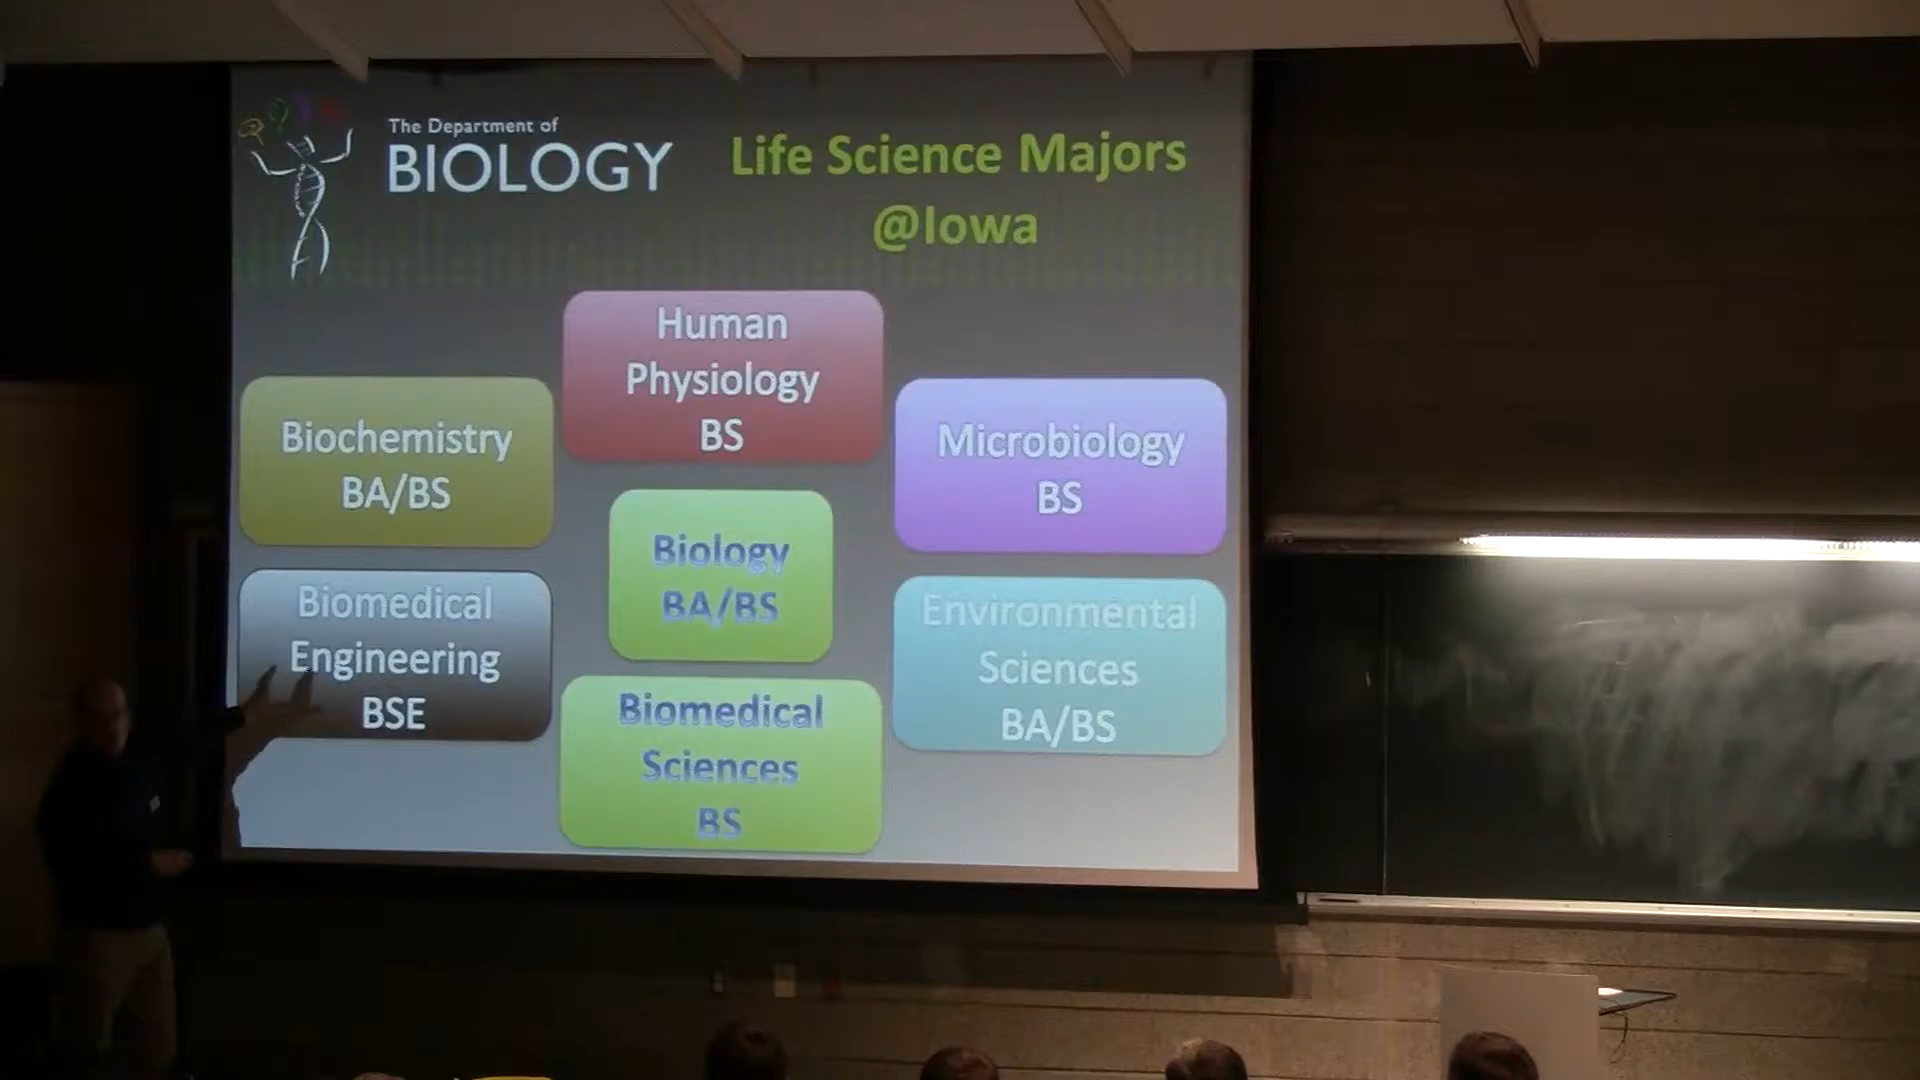 The Department of
BIOLOGY
Life Science Majors
@Iowa
Human
Physiology
BS
Biochemistry
BA/BS
Microbiology
BS
Biology
BA/BS
Biomedical
Engineering
BSE
Environmental
Sciences
BA/BS
Biomedical
Sciences
BS